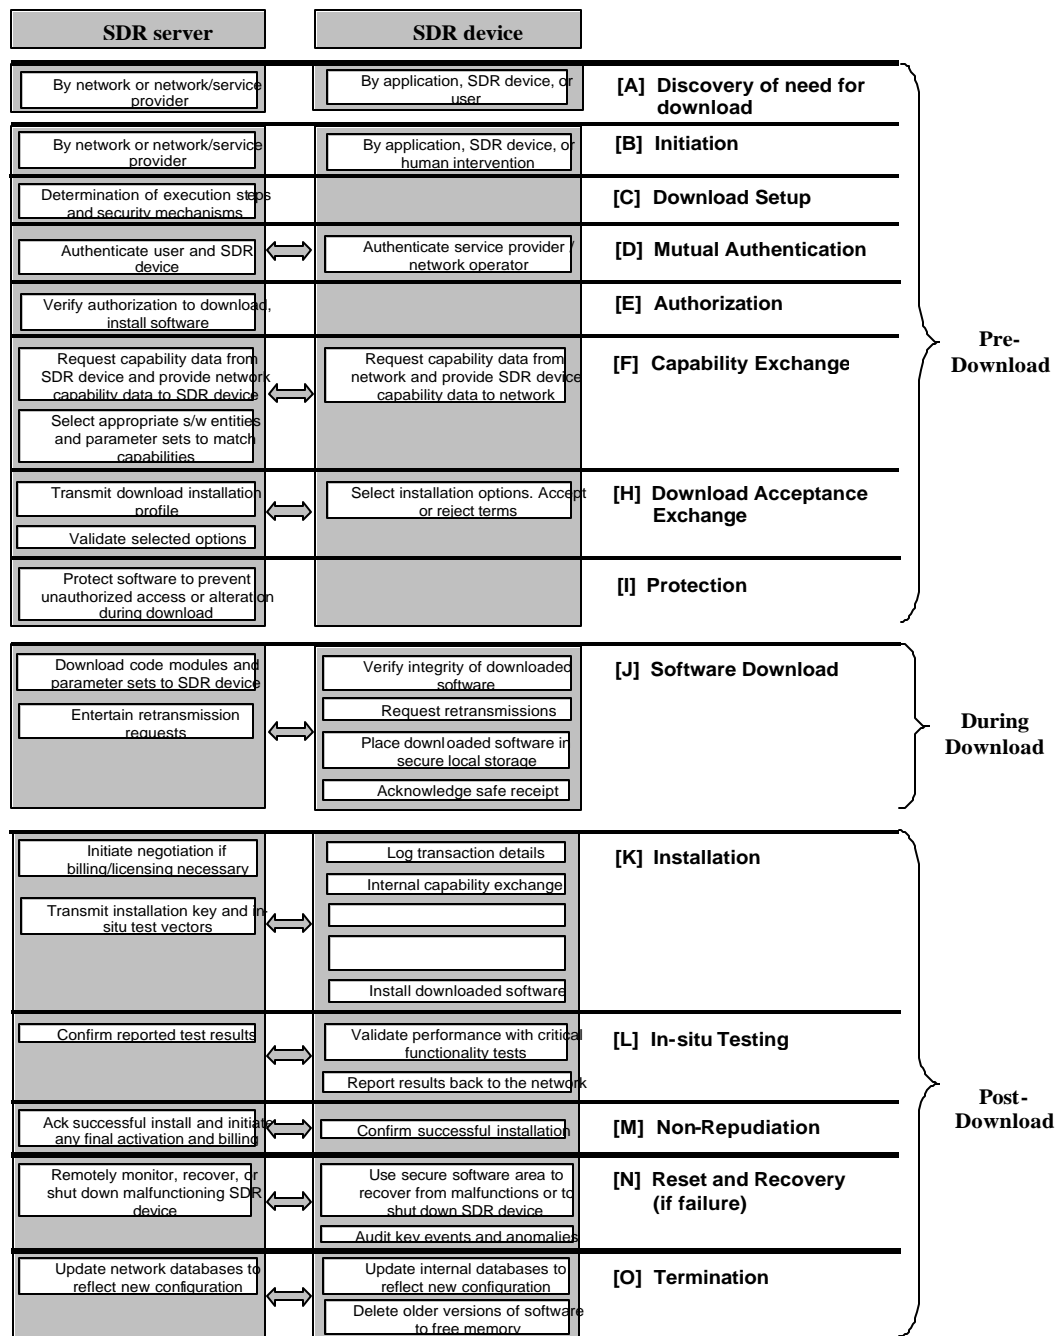 SDR server
SDR device
By network or network/service
provider
By application, SDR device, or
user
[A] Discovery of need for
download
By network or network/service
provider
By application, SDR device, or
human intervention
[B] Initiation
Determination of execution steps
and security mechanisms
[C] Download Setup
Authenticate user and SDR
device
Authenticate service provider /
network operator
[D] Mutual Authentication
Verify authorization to download,
install software
[E] Authorization
Request capability data from
SDR device and provide network
capability data to SDR device
Request capability data from
network and provide SDR device
capability data to network
[F] Capability Exchange
Select appropriate s/w entities
and parameter sets to match
capabilities
Transmit download installation
profile
Select installation options. Accept
or reject terms
[H] Download Acceptance
Exchange
Validate selected options
Protect software to prevent
unauthorized access or alteration
during download
[I] Protection
Pre-
Download
Download code modules and
parameter sets to SDR device
Entertain retransmission
requests
Verify integrity of downloaded
software
Request retransmissions
Place downloaded software in
secure local storage
Acknowledge safe receipt
[J] Software Download
During
Download
Initiate negotiation if
billing/licensing necessary
Transmit installation key and in-
situ test vectors
Log transaction details
Internal capability exchange
Install downloaded software
[K] Installation
Confirm reported test results
Validate performance with critical
functionality tests
Report results back to the network
[L] In-situ Testing
Ack successful install and initiate
any final activation and billing
Confirm successful installation
[M] Non-Repudiation
Remotely monitor, recover, or
shut down malfunctioning SDR
device
Use secure software area to
recover from malfunctions or to
shut down SDR device
Audit key events and anomalies
[N] Reset and Recovery
(if failure)
Update network databases to
reflect new configuration
Update internal databases to
reflect new configuration
Delete older versions of software
to free memory
[O] Termination
Post-
Download